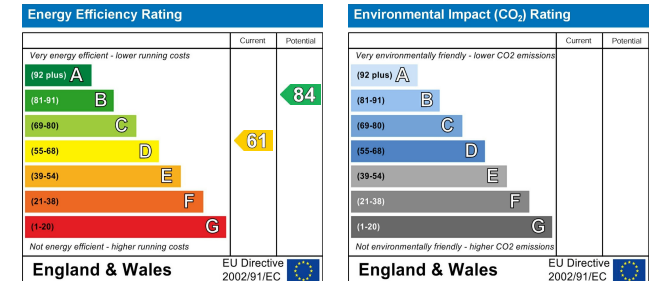 Energy Efficiency Rating
Current Potential
Very energy efficient - lower running costs
(92 plus) A
(81-91) B
84
(69-80) C
61
(55-68) D
(39-54) E
(21-38) F
(1-20) G
Not energy efficient - higher running costs
England & Wales
EU Directive
2002/91/EC
Environmental Impact (CO₂) Rating
Current Potential
Very environmentally friendly - lower CO2 emissions
(92 plus) A
(81-91) B
(69-80) C
(55-68) D
(39-54) E
(21-38) F
(1-20) G
Not environmentally friendly - higher CO2 emissions
England & Wales
EU Directive
2002/91/EC